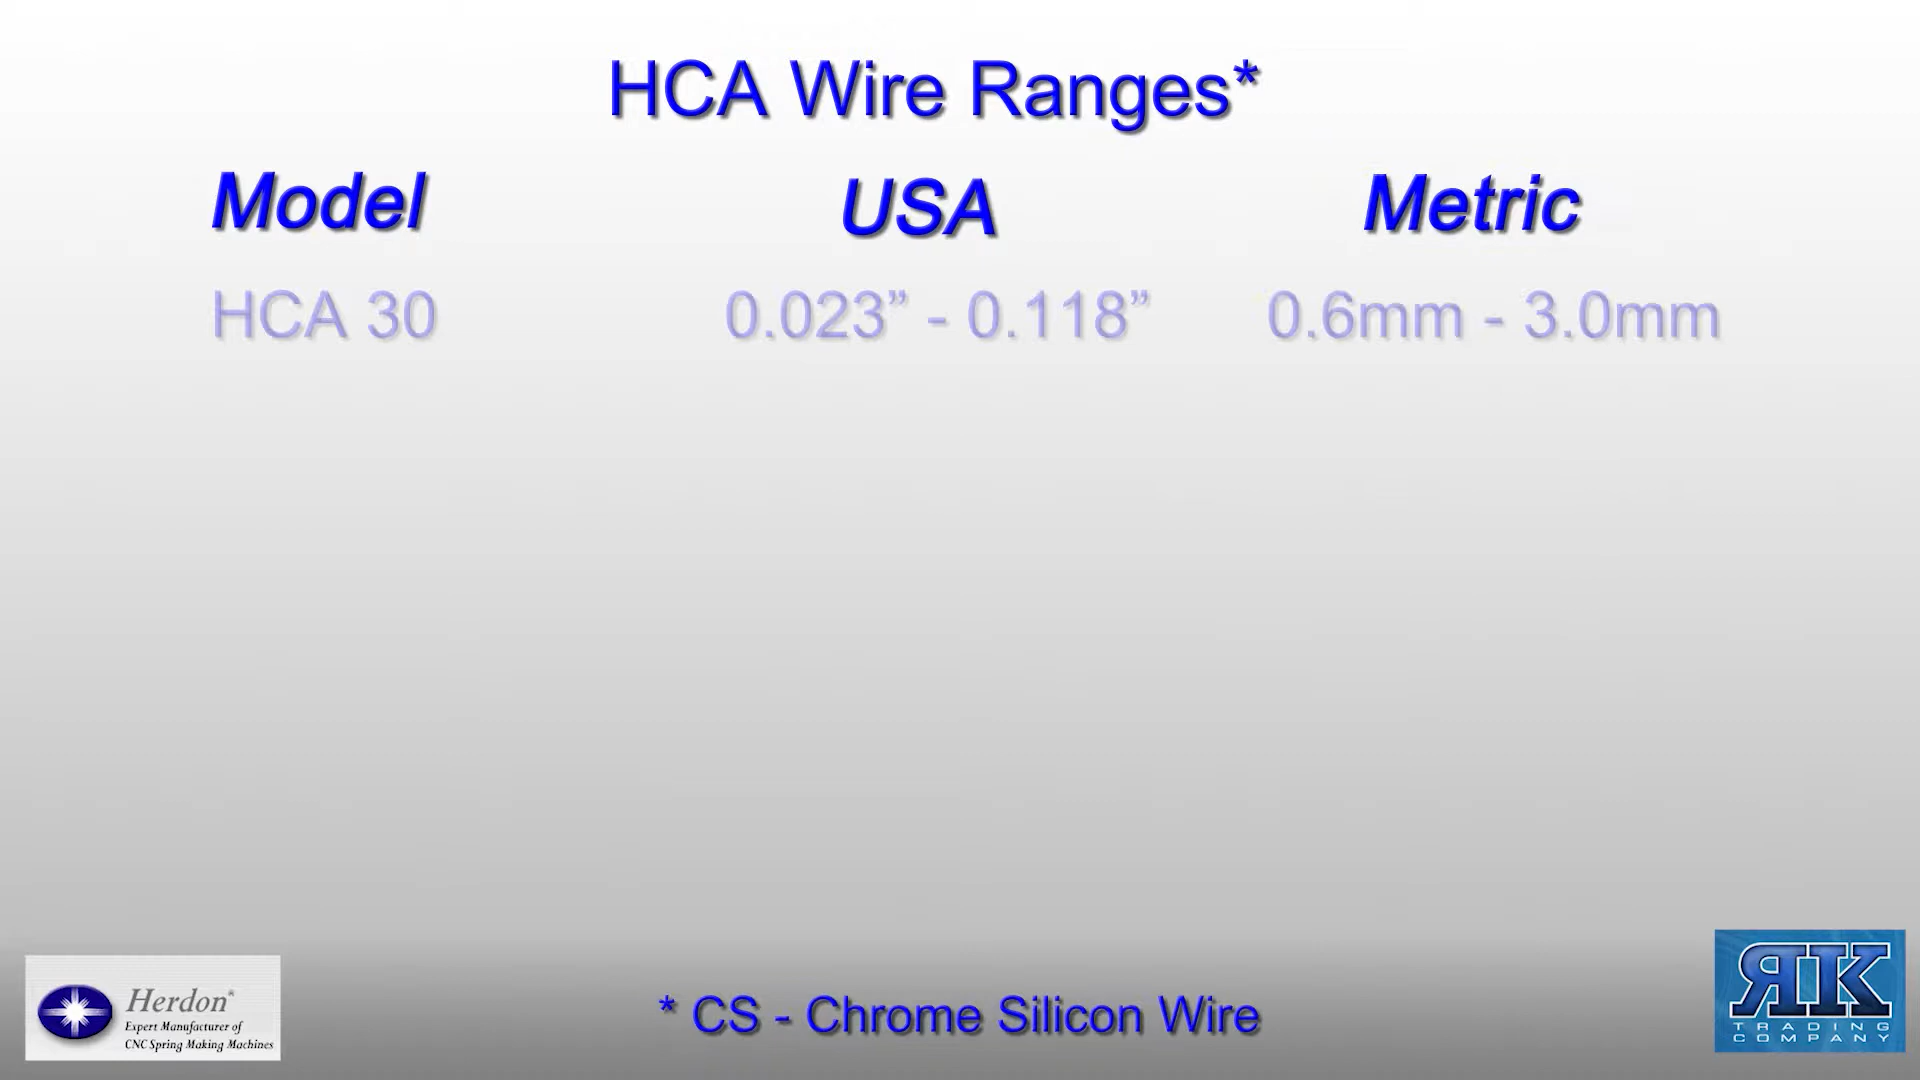 HCA Wire Ranges*
Model USA Metric
HCA 30 0.023” - 0.118” 0.6mm - 3.0mm
* CS - Chrome Silicon Wire
Herdon®
Expert Manufacturer of
CNC Spring Making Machines
RK
TRADING
COMPANY